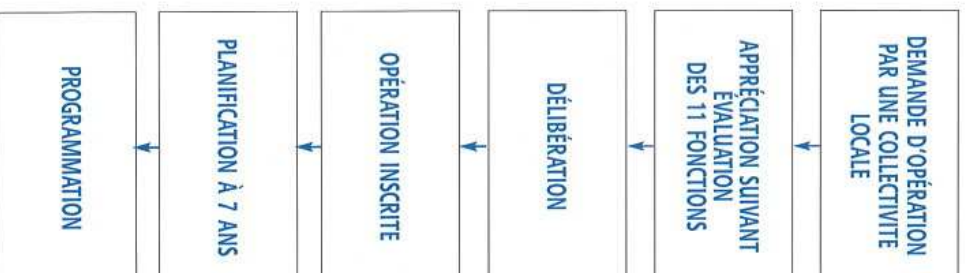 DEMANDE D'OPÉRATION
PAR UNE COLLECTIVITE
LOCALE
APPRÉCIATION SUIVANT
ÉVALUATION
DES 11 FONCTIONS
DÉLIBÉRATION
OPÉRATION INSCRITE
PLANIFICATION À 7 ANS
PROGRAMMATION